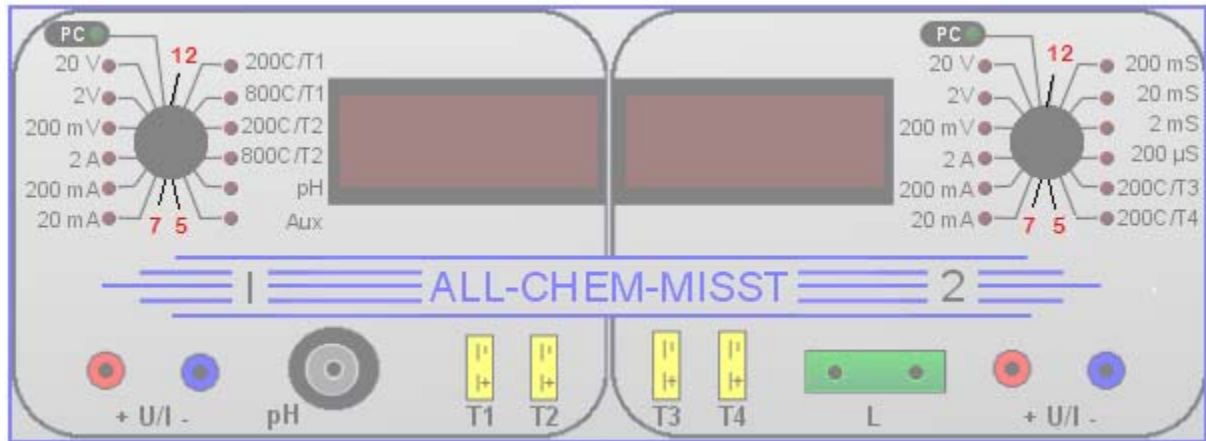 PC
12
20 V
2V
200 mV
2 A
200 mA
20 mA
200C/T1
800C/T1
200C/T2
800C/T2
pH
Aux
7 5
PC
12
20 V
2V
200 mV
2 A
200 mA
20 mA
200 mS
20 mS
2 mS
200 µS
200C/T3
200C/T4
7 5
1 ALL-CHEM-MISST 2
+ U/I - pH T1 T2 T3 T4 L + U/I -